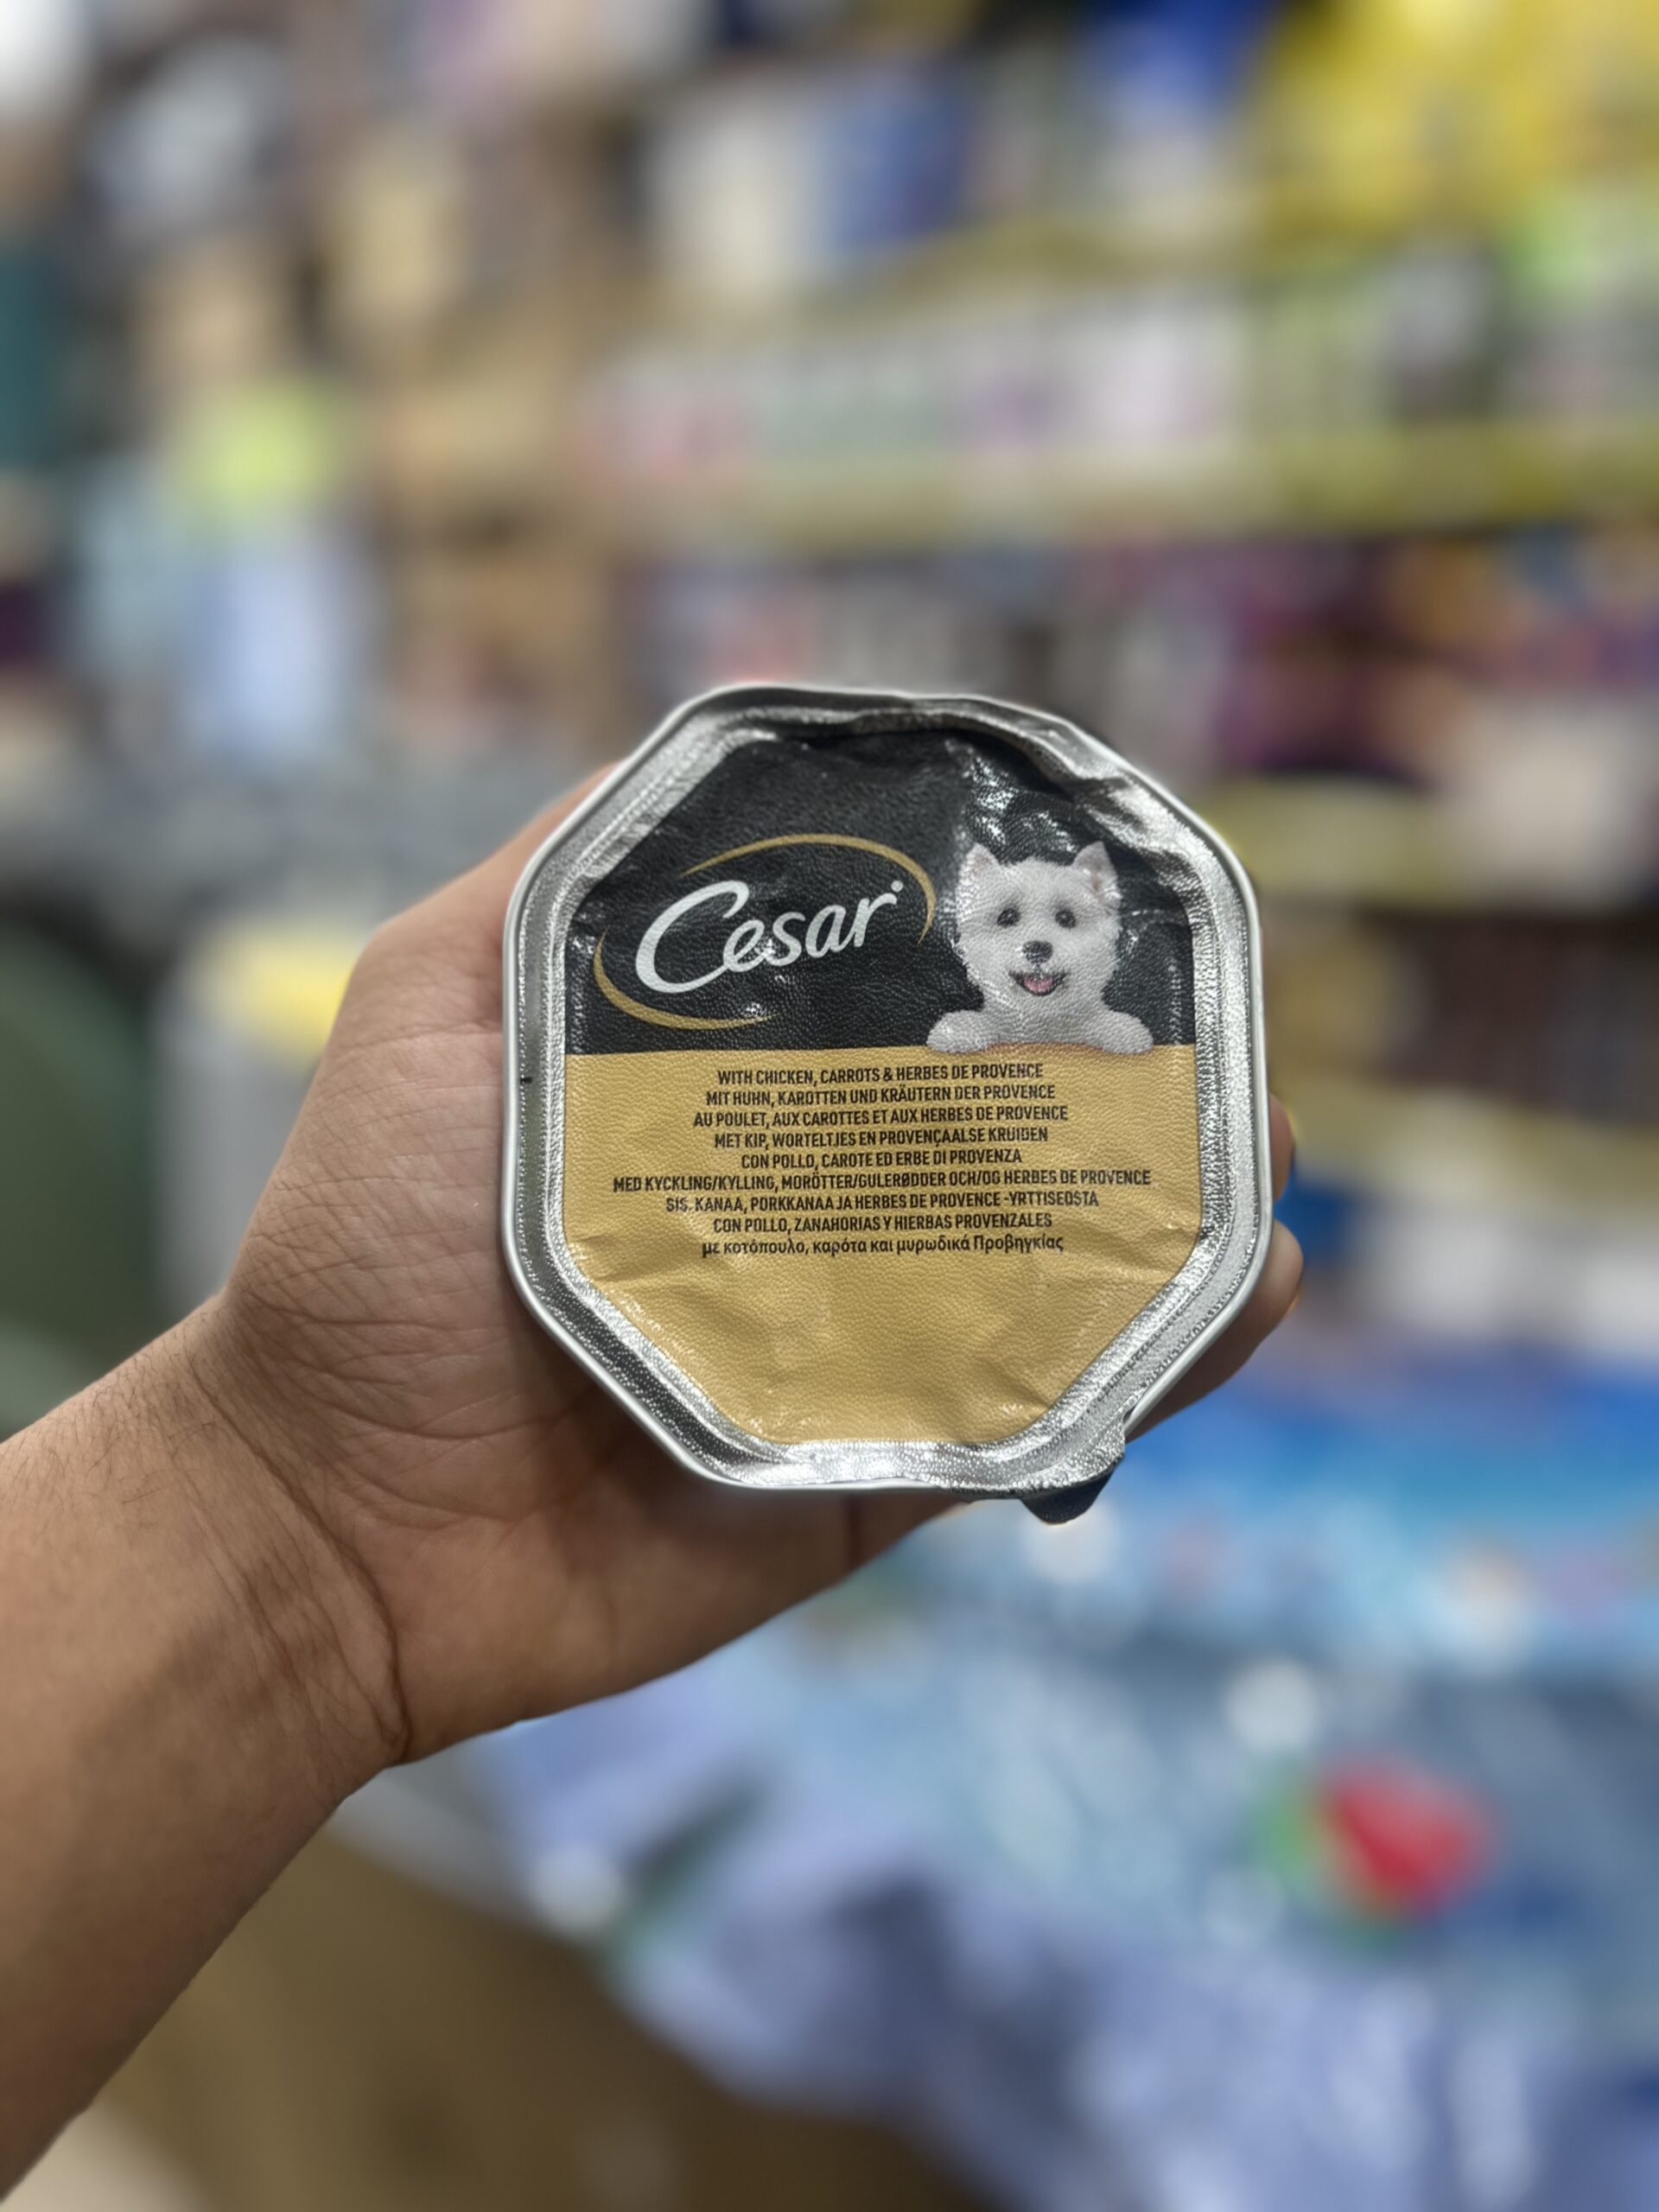 Cesar®
WITH CHICKEN, CARROTS & HERBES DE PROVENCE
MIT HUHN, KAROTTEN UND KRÄUTERN DER PROVENCE
AU POULET, AUX CAROTTES ET AUX HERBES DE PROVENCE
MET KIP, WORTELTJES EN PROVENÇAALSE KRUIDEN
CON POLLO, CAROTE ED ERBE DI PROVENZA
MED KYCKLING/KYLLING, MORÖTTER/GULERØDDER OCH/OG HERBES DE PROVENCE
SIS. KANAA, PORKKANAA JA HERBES DE PROVENCE -YRTTISEOSTA
CON POLLO, ZANAHORIAS Y HIERBAS PROVENZALES
με κοτόπουλο, καρότα και μυρωδικά Προβηγκίας